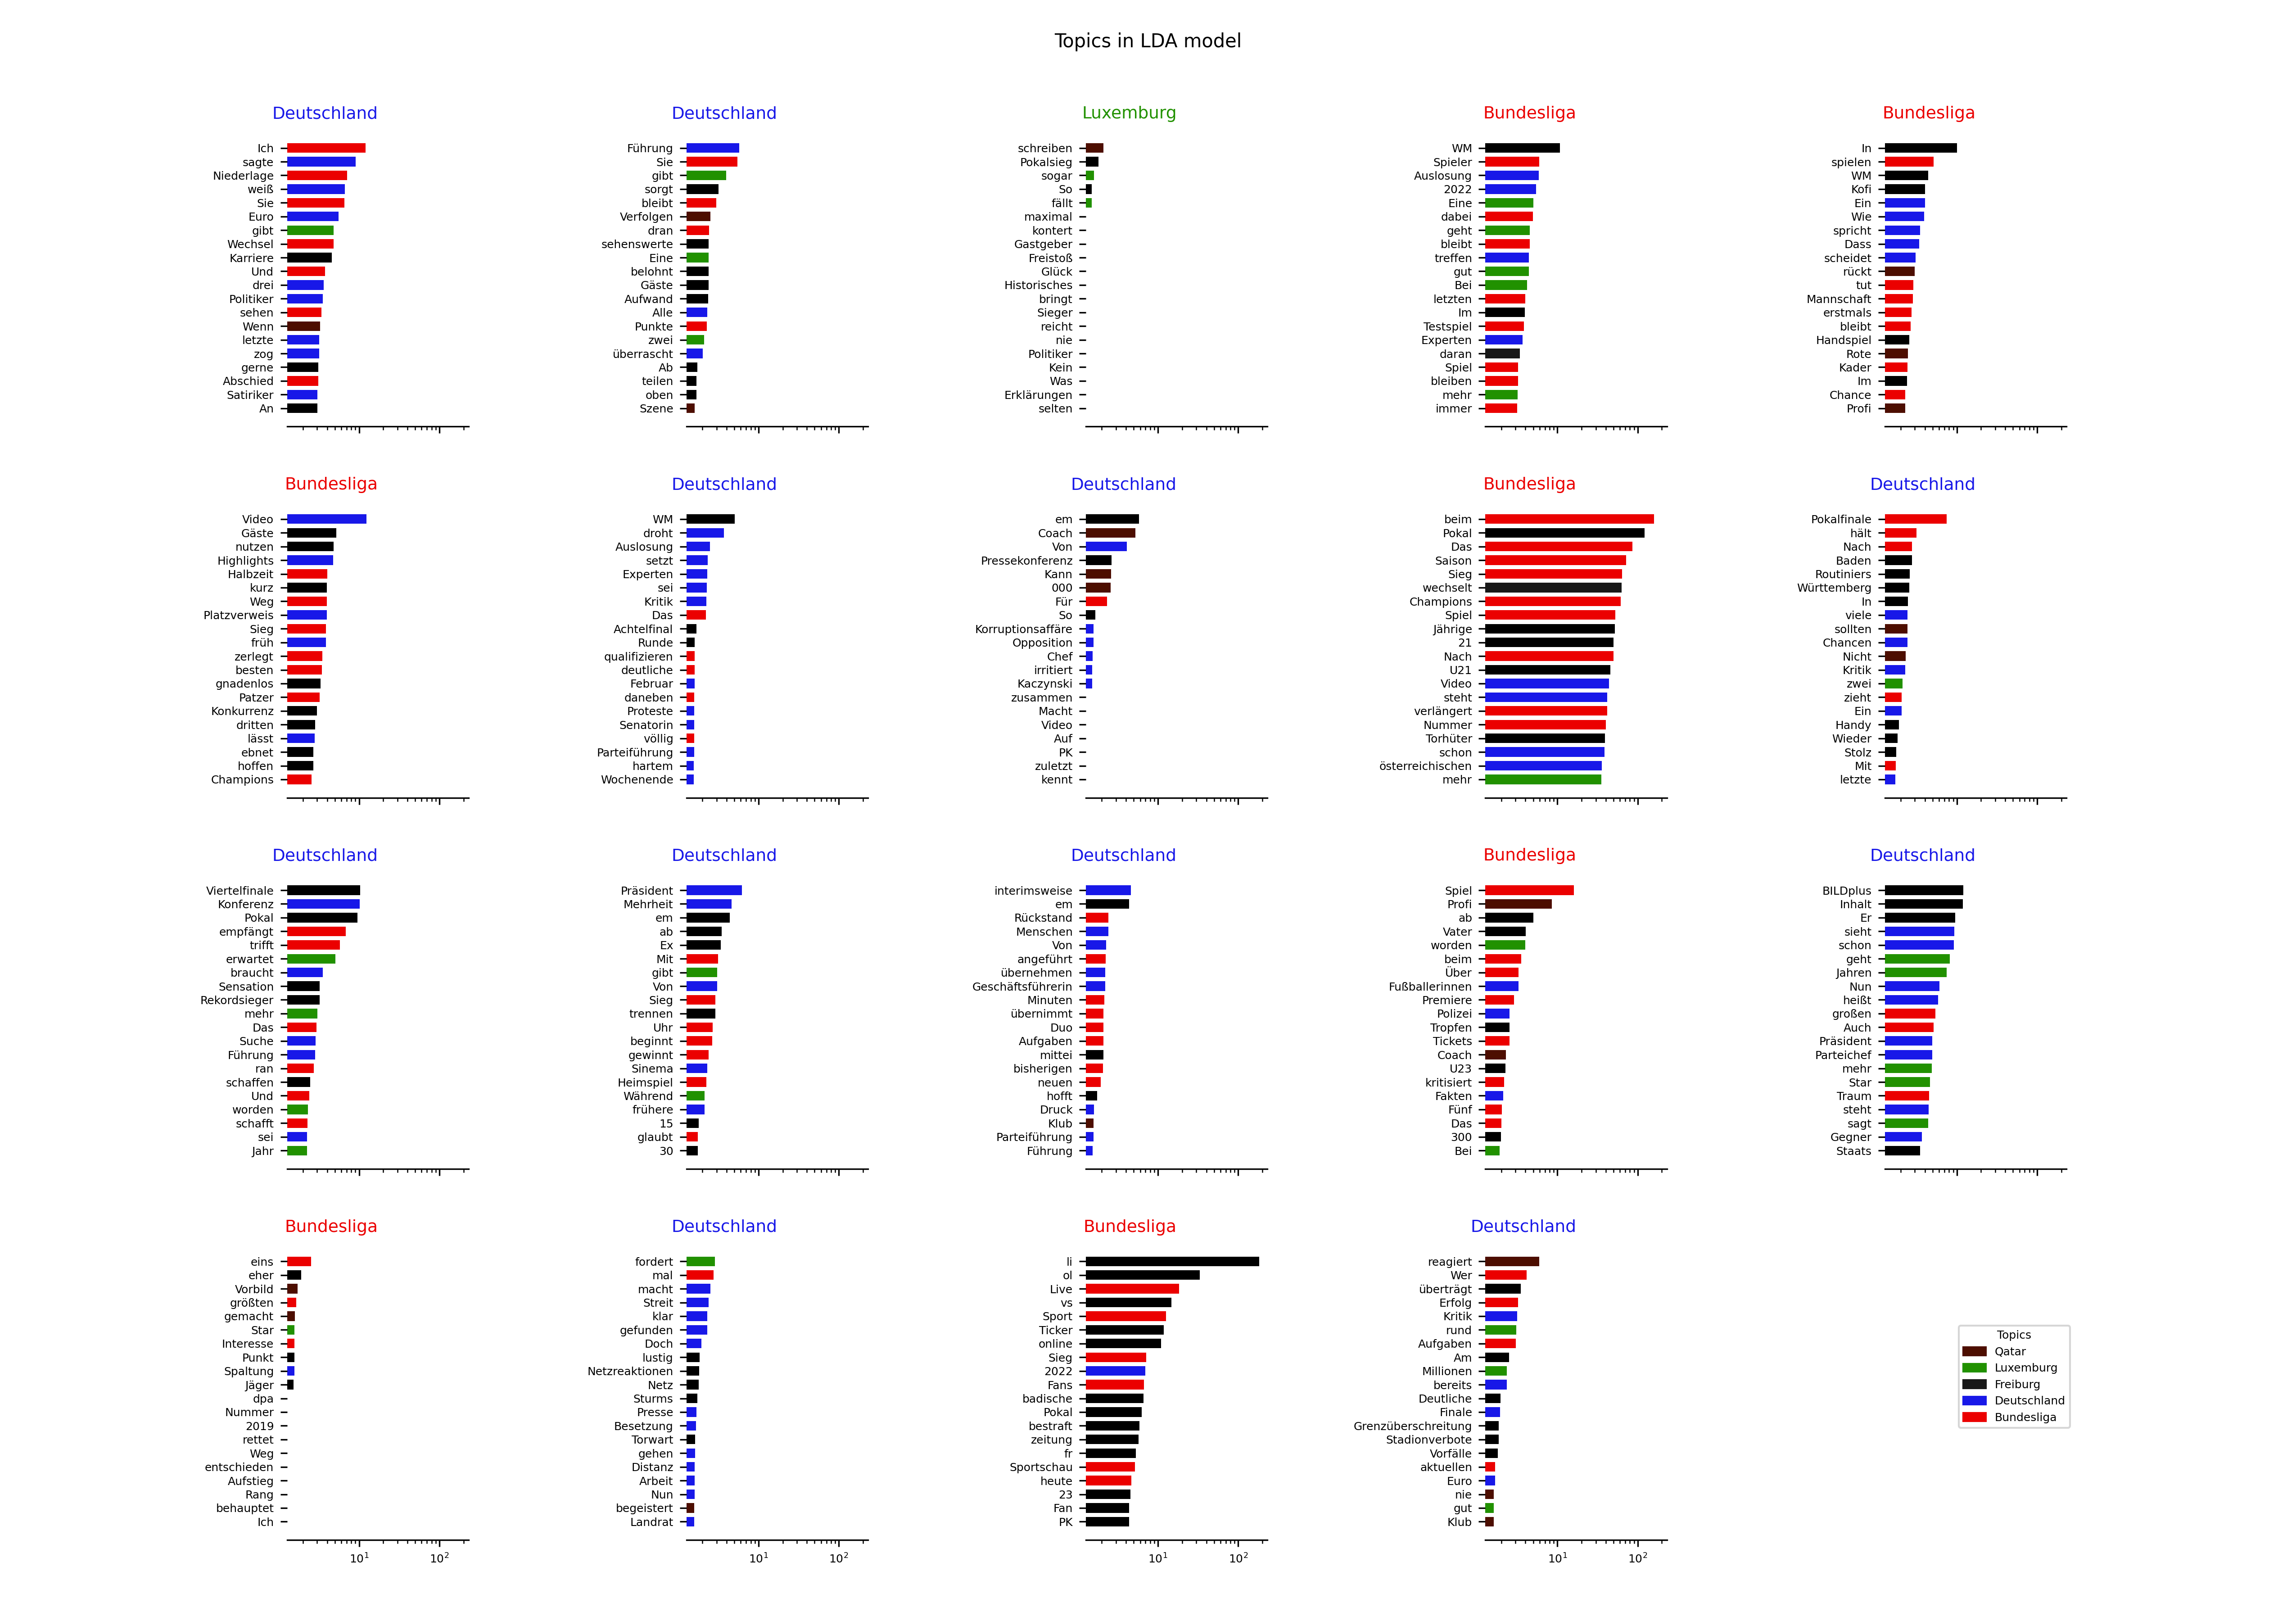 Topics in LDA model
Deutschland
Ich
sagte
Niederlage
weiß
Sie
Euro
gibt
Wechsel
Karriere
Und
drei
Politiker
sehen
Wenn
letzte
zog
gerne
Abschied
Satiriker
An
Deutschland
Führung
Sie
gibt
sorgt
bleibt
Verfolgen
dran
sehenswerte
Eine
belohnt
Gäste
Aufwand
Alle
Punkte
zwei
überrascht
Ab
teilen
oben
Szene
Luxemburg
schreiben
Pokalsieg
sogar
So
fällt
maximal
kontert
Gastgeber
Freistoß
Glück
Historisches
bringt
Sieger
reicht
nie
Politiker
Kein
Was
Erklärungen
selten
Bundesliga
WM
Spieler
Auslosung
2022
Eine
dabei
geht
bleibt
treffen
gut
Bei
letzten
Im
Testspiel
Experten
daran
Spiel
bleiben
mehr
immer
Bundesliga
In
spielen
WM
Kofi
Ein
Wie
spricht
Dass
scheidet
rückt
tut
Mannschaft
erstmals
bleibt
Handspiel
Rote
Kader
Im
Chance
Profi
Bundesliga
Video
Gäste
nutzen
Highlights
Halbzeit
kurz
Weg
Platzverweis
Sieg
früh
zerlegt
besten
gnadenlos
Patzer
Konkurrenz
dritten
lässt
ebnet
hoffen
Champions
Deutschland
WM
droht
Auslosung
setzt
Experten
sei
Kritik
Das
Achtelfinal
Runde
qualifizieren
deutliche
Februar
daneben
Proteste
Senatorin
völlig
Parteiführung
hartem
Wochenende
Deutschland
em
Coach
Von
Pressekonferenz
Kann
000
Für
So
Korruptionsaffäre
Opposition
Chef
irritiert
Kaczynski
zusammen
Macht
Video
Auf
PK
zuletzt
kennt
Bundesliga
beim
Pokal
Das
Saison
Sieg
wechselt
Champions
Spiel
Jährige
21
Nach
U21
Video
steht
verlängert
Nummer
Torhüter
schon
österreichischen
mehr
Deutschland
Pokalfinale
hält
Nach
Baden
Routiniers
Württemberg
In
viele
sollten
Chancen
Nicht
Kritik
zwei
zieht
Ein
Handy
Wieder
Stolz
Mit
letzte
Deutschland
Viertelfinale
Konferenz
Pokal
empfängt
trifft
erwartet
braucht
Sensation
Rekordsieger
mehr
Das
Suche
Führung
ran
schaffen
Und
worden
schafft
sei
Jahr
Deutschland
Präsident
Mehrheit
em
ab
Ex
Mit
gibt
Von
Sieg
trennen
Uhr
beginnt
gewinnt
Sinema
Heimspiel
Während
frühere
15
glaubt
30
Deutschland
interimsweise
em
Rückstand
Menschen
Von
angeführt
übernehmen
Geschäftsführerin
Minuten
übernimmt
Duo
Aufgaben
mittei
bisherigen
neuen
hofft
Druck
Klub
Parteiführung
Führung
Bundesliga
Spiel
Profi
ab
Vater
worden
beim
Über
Fußballerinnen
Premiere
Polizei
Tropfen
Tickets
Coach
U23
kritisiert
Fakten
Fünf
Das
300
Bei
Deutschland
BILDplus
Inhalt
Er
sieht
schon
geht
Jahren
Nun
heißt
großen
Auch
Präsident
Parteichef
mehr
Star
Traum
steht
sagt
Gegner
Staats
Bundesliga
eins
eher
Vorbild
größten
gemacht
Star
Interesse
Punkt
Spaltung
Jäger
dpa
Nummer
2019
rettet
Weg
entschieden
Aufstieg
Rang
behauptet
Ich
10¹ 10²
Deutschland
fordert
mal
macht
Streit
klar
gefunden
Doch
lustig
Netzreaktionen
Netz
Sturms
Presse
Besetzung
Torwart
gehen
Distanz
Arbeit
Nun
begeistert
Landrat
10¹ 10²
Bundesliga
li
ol
Live
vs
Sport
Ticker
online
Sieg
2022
Fans
badische
Pokal
bestraft
zeitung
fr
Sportschau
heute
23
Fan
PK
10¹ 10²
Deutschland
reagiert
Wer
überträgt
Erfolg
Kritik
rund
Aufgaben
Am
Millionen
bereits
Deutliche
Finale
Grenzüberschreitung
Stadionverbote
Vorfälle
aktuellen
Euro
nie
gut
Klub
10¹ 10²
Topics
Qatar
Luxemburg
Freiburg
Deutschland
Bundesliga